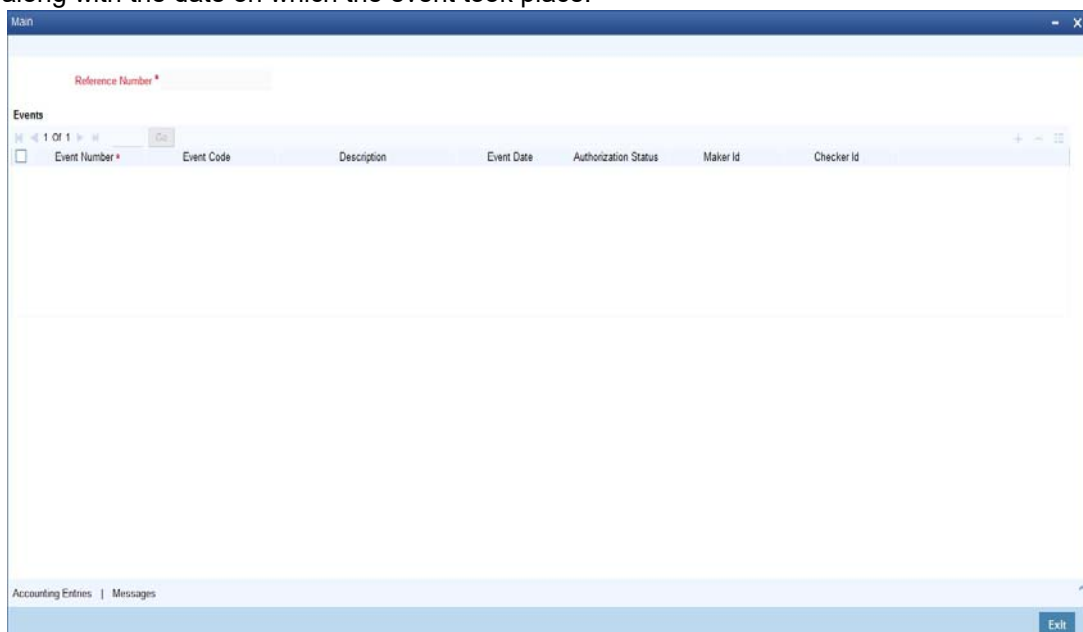 along with the date on which the event took place.
Main
Reference Number *
Events
1 Of 1 Go
Event Number * Event Code Description Event Date Authorization Status Maker Id Checker Id
Accounting Entries | Messages
Exit